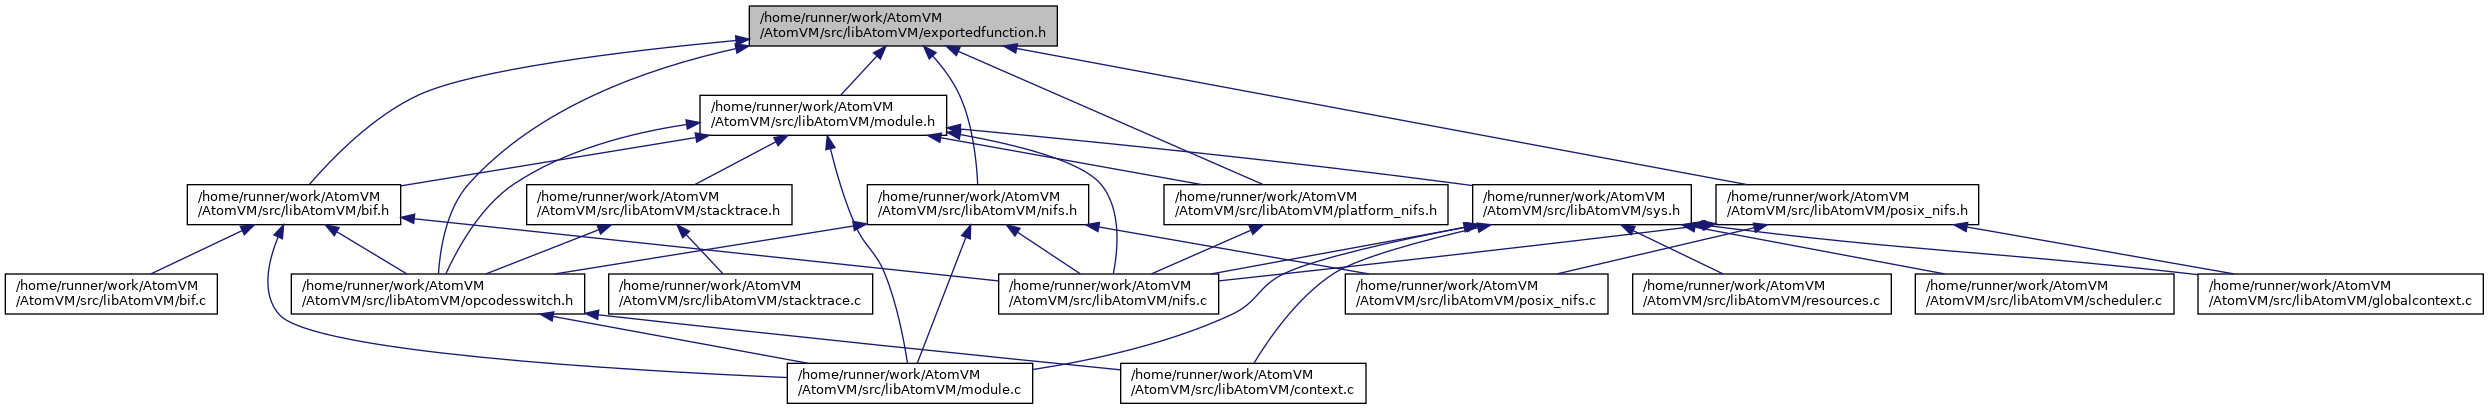 /home/runner/work/AtomVM
/AtomVM/src/libAtomVM/exportedfunction.h
/home/runner/work/AtomVM
/AtomVM/src/libAtomVM/module.h
/home/runner/work/AtomVM
/AtomVM/src/libAtomVM/bif.h
/home/runner/work/AtomVM
/AtomVM/src/libAtomVM/stacktrace.h
/home/runner/work/AtomVM
/AtomVM/src/libAtomVM/nifs.h
/home/runner/work/AtomVM
/AtomVM/src/libAtomVM/platform_nifs.h
/home/runner/work/AtomVM
/AtomVM/src/libAtomVM/sys.h
/home/runner/work/AtomVM
/AtomVM/src/libAtomVM/posix_nifs.h
/home/runner/work/AtomVM
/AtomVM/src/libAtomVM/bif.c
/home/runner/work/AtomVM
/AtomVM/src/libAtomVM/opcodesswitch.h
/home/runner/work/AtomVM
/AtomVM/src/libAtomVM/stacktrace.c
/home/runner/work/AtomVM
/AtomVM/src/libAtomVM/nifs.c
/home/runner/work/AtomVM
/AtomVM/src/libAtomVM/posix_nifs.c
/home/runner/work/AtomVM
/AtomVM/src/libAtomVM/resources.c
/home/runner/work/AtomVM
/AtomVM/src/libAtomVM/scheduler.c
/home/runner/work/AtomVM
/AtomVM/src/libAtomVM/globalcontext.c
/home/runner/work/AtomVM
/AtomVM/src/libAtomVM/module.c
/home/runner/work/AtomVM
/AtomVM/src/libAtomVM/context.c